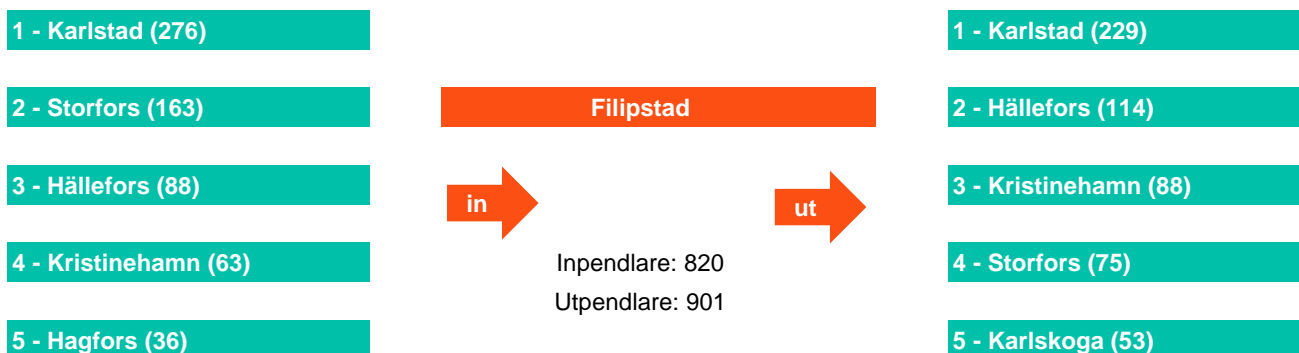 1 - Karlstad (276)
2 - Storfors (163)
3 - Hällefors (88)
4 - Kristinehamn (63)
5 - Hagfors (36)
Filipstad
in
ut
Inpendlare: 820
Utpendlare: 901
1 - Karlstad (229)
2 - Hällefors (114)
3 - Kristinehamn (88)
4 - Storfors (75)
5 - Karlskoga (53)